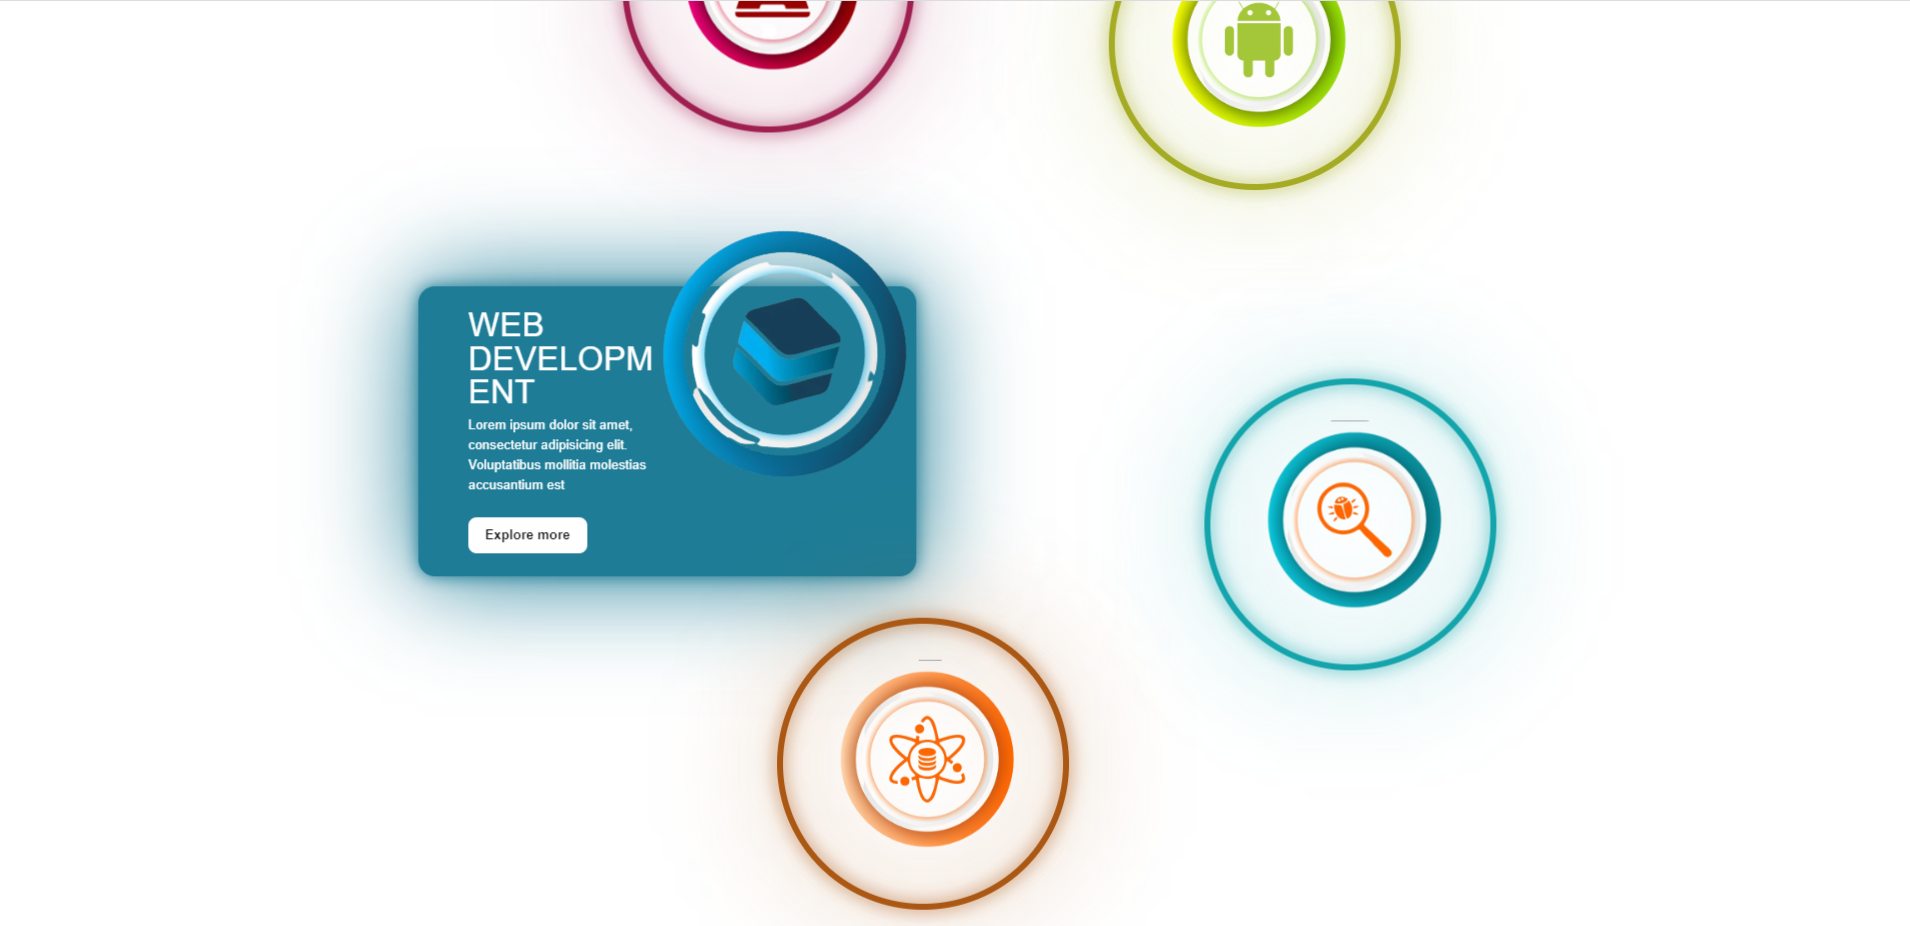 WEB
DEVELOPM
ENT
Lorem ipsum dolor sit amet,
consectetur adipisicing elit.
Voluptatibus mollitia molestias
accusantium est
Explore more